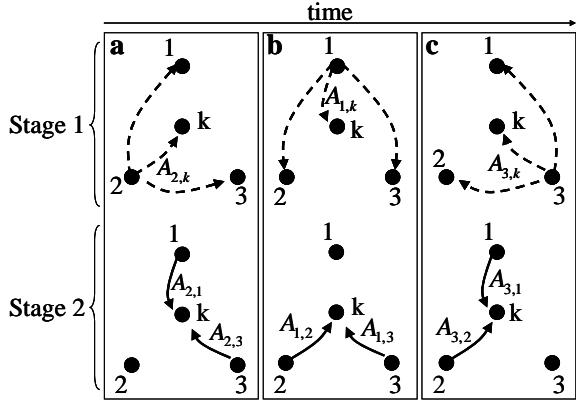 time
a
b
c
Stage 1
1
k
A2,k
2
3
1
A1,k
k
2
3
1
k
2
A3,k
3
Stage 2
1
A2,1
k
A2,3
2
3
1
k
A1,2
A1,3
2
3
1
A3,1
k
A3,2
2
3